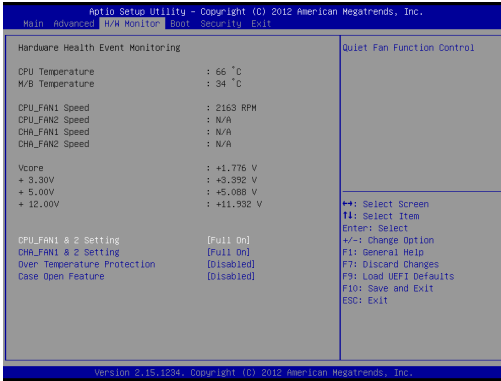 Aptio Setup Utility – Copyright (C) 2012 American Megatrends, Inc.
Main Advanced H/W Monitor Boot Security Exit
Hardware Health Event Monitoring
Quiet Fan Function Control
CPU Temperature : 66 °C
M/B Temperature : 34 °C
CPU_FAN1 Speed : 2163 RPM
CPU_FAN2 Speed : N/A
CHA_FAN1 Speed : N/A
CHA_FAN2 Speed : N/A
Vcore : +1.776 V
+ 3.30V : +3.392 V
+ 5.00V : +5.088 V
+ 12.00V : +11.932 V
CPU_FAN1 & 2 Setting [Full On]
CHA_FAN1 & 2 Setting [Full On]
Over Temperature Protection [Disabled]
Case Open Feature [Disabled]
↔: Select Screen
↑↓: Select Item
Enter: Select
+/-: Change Option
F1: General Help
F7: Discard Changes
F9: Load UEFI Defaults
F10: Save and Exit
ESC: Exit
Version 2.15.1234. Copyright (C) 2012 American Megatrends, Inc.